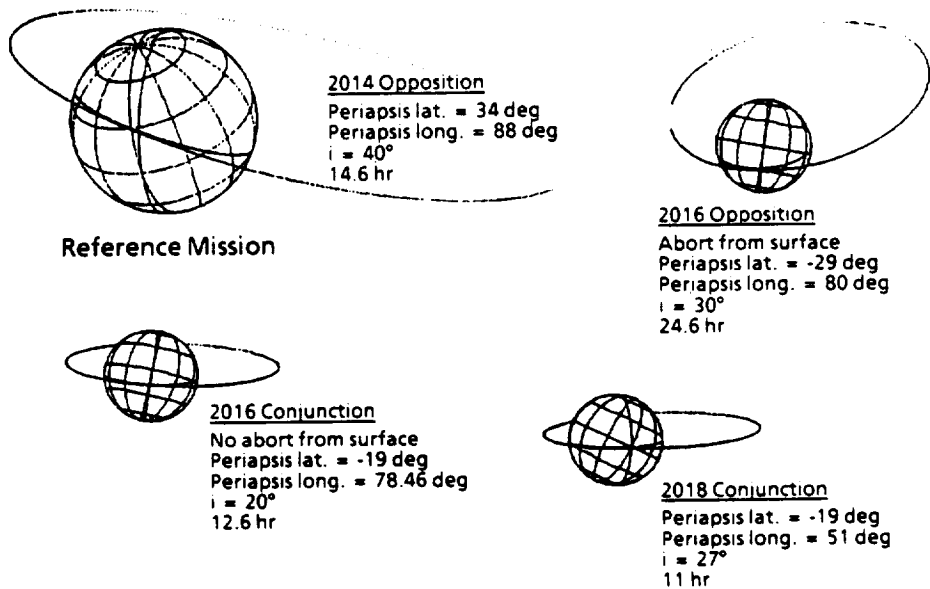 2014 Opposition
Periapsis lat. = 34 deg
Periapsis long. = 88 deg
i = 40°
14.6 hr
Reference Mission
2016 Opposition
Abort from surface
Periapsis lat. = -29 deg
Periapsis long. = 80 deg
i = 30°
24.6 hr
2016 Conjunction
No abort from surface
Periapsis lat. = -19 deg
Periapsis long. = 78.46 deg
i = 20°
12.6 hr
2018 Conjunction
Periapsis lat. = -19 deg
Periapsis long. = 51 deg
i = 27°
11 hr